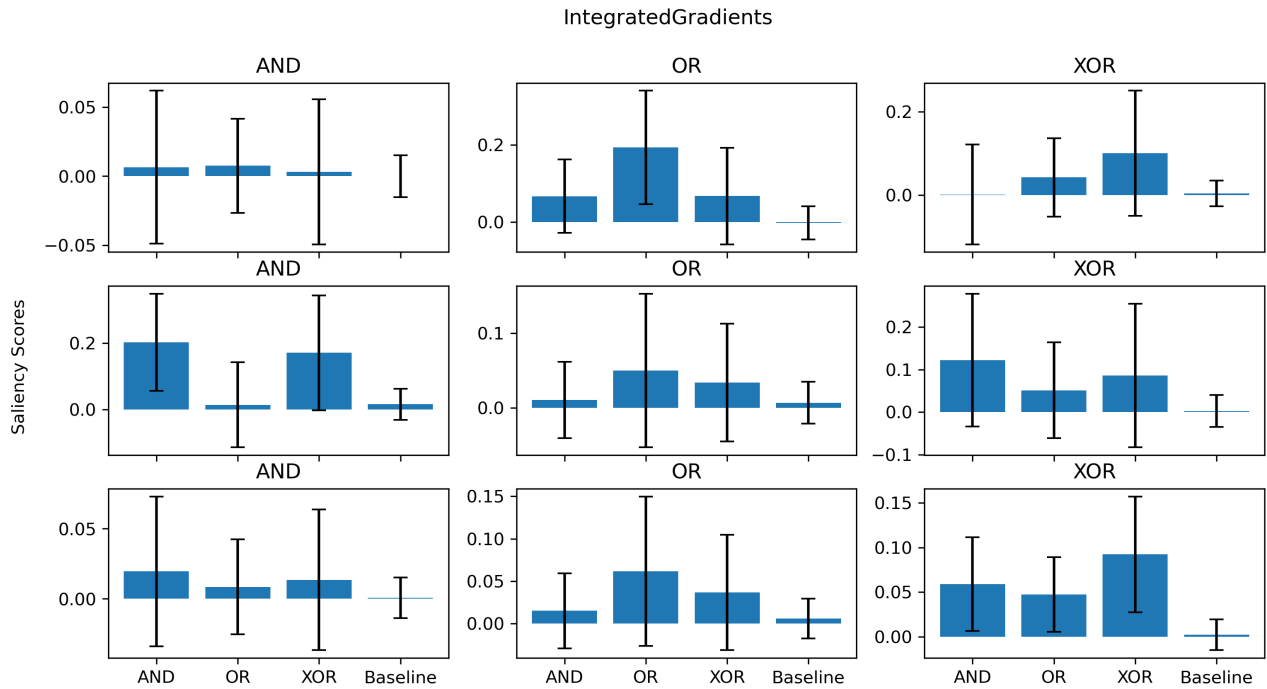 IntegratedGradients
AND
OR
XOR
0.05
0.00
−0.05
0.2
0.0
0.2
0.0
AND
OR
XOR
Saliency Scores
0.2
0.0
0.1
0.0
0.2
0.1
0.0
−0.1
AND
OR
XOR
0.05
0.00
0.15
0.10
0.05
0.00
0.15
0.10
0.05
0.00
AND OR XOR Baseline
AND OR XOR Baseline
AND OR XOR Baseline